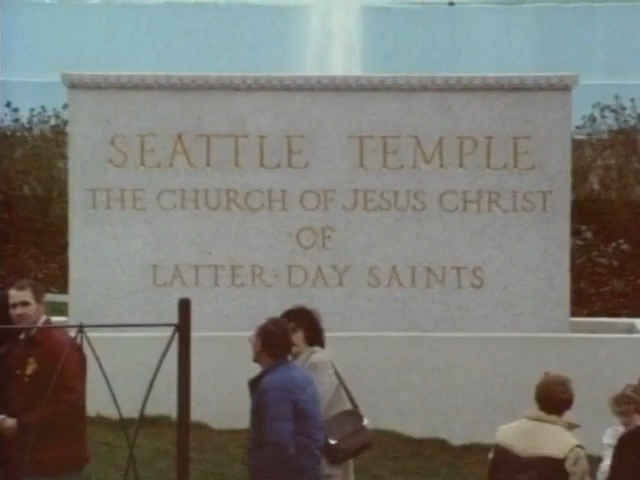 SEATTLE TEMPLE
THE CHURCH OF JESUS CHRIST
OF
LATTER-DAY SAINTS